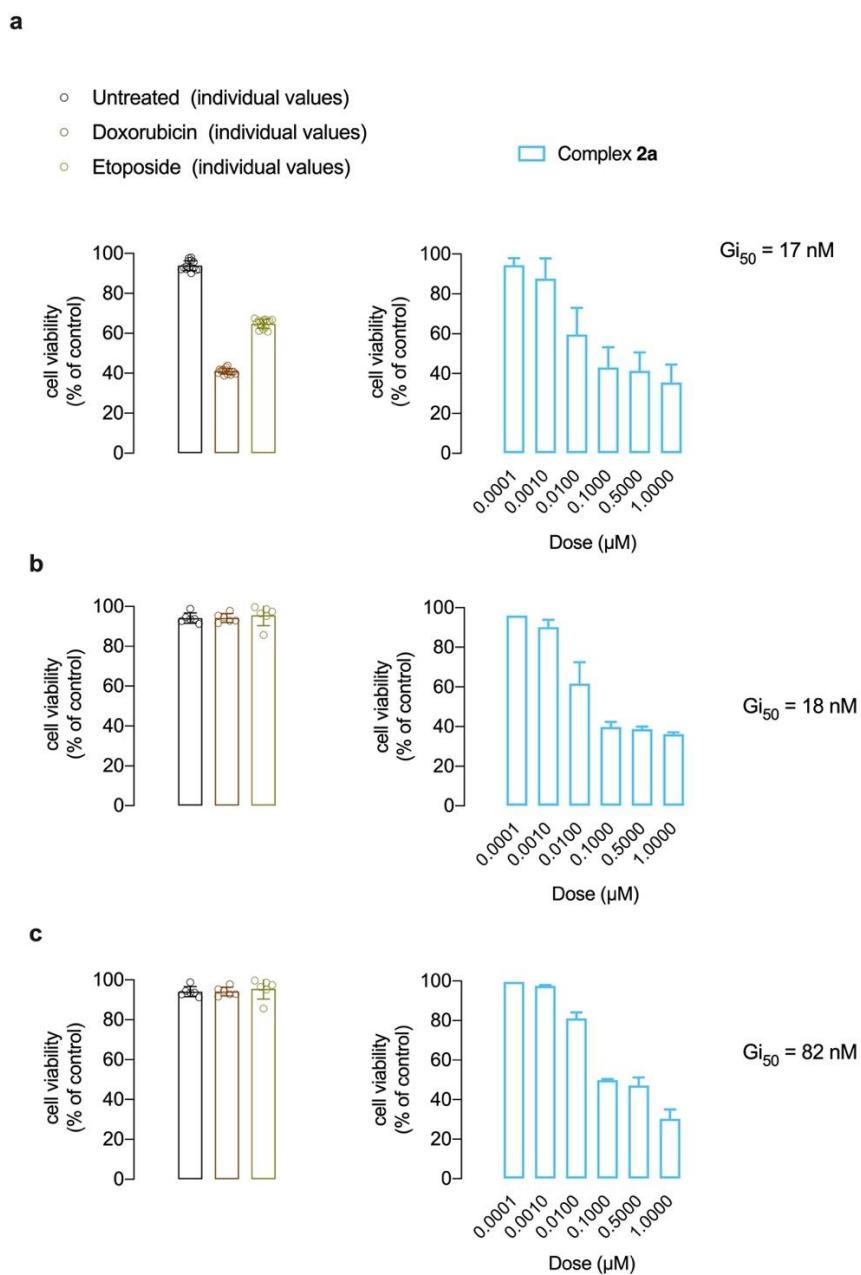 a
Untreated (individual values)
Doxorubicin (individual values)
Etoposide (individual values)
Complex 2a
cell viability
(% of control)
100
80
60
40
20
0
cell viability
(% of control)
100
80
60
40
20
0
0.0001
0.0010
0.0100
0.1000
0.5000
1.0000
Dose (µM)
Gi50 = 17 nM
b
cell viability
(% of control)
100
80
60
40
20
0
cell viability
(% of control)
100
80
60
40
20
0
0.0001
0.0010
0.0100
0.1000
0.5000
1.0000
Dose (µM)
Gi50 = 18 nM
c
cell viability
(% of control)
100
80
60
40
20
0
cell viability
(% of control)
100
80
60
40
20
0
0.0001
0.0010
0.0100
0.1000
0.5000
1.0000
Dose (µM)
Gi50 = 82 nM